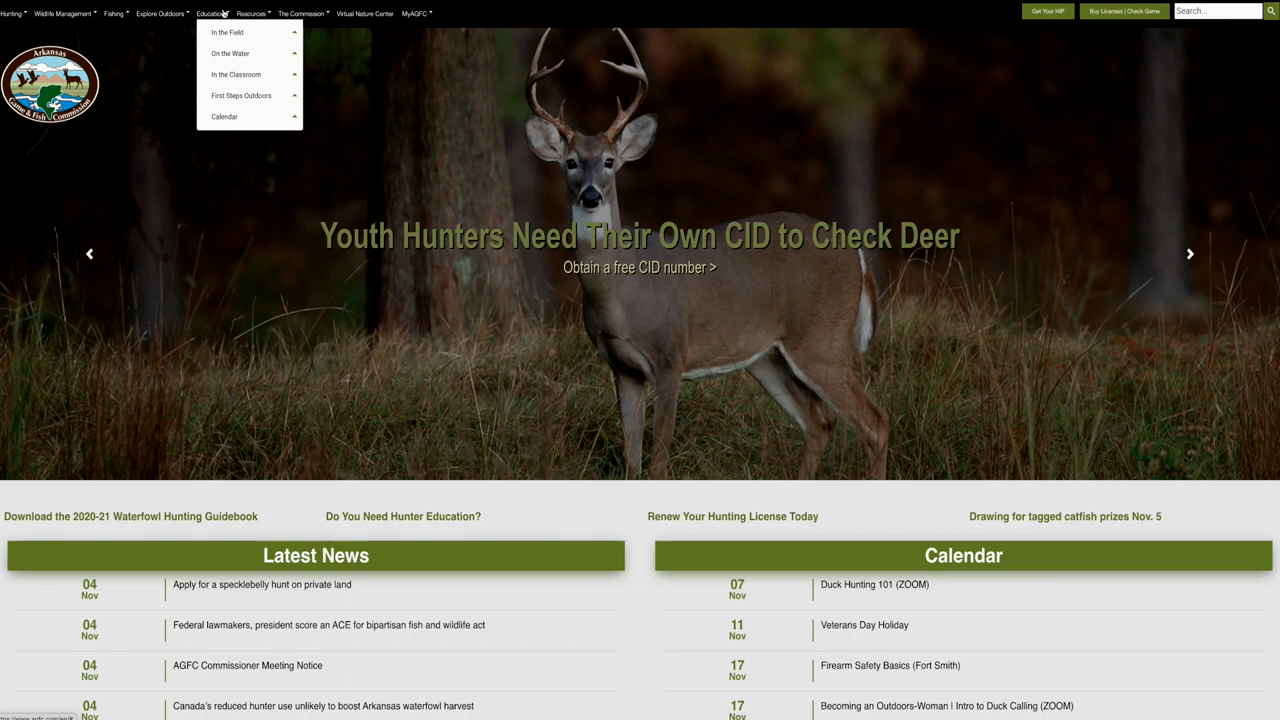 Hunting
Wildlife Management
Fishing
Explore Outdoors
Education
Resources
The Commission
Virtual Nature Center
MyAGFC
Get Your HIP
Buy Licenses | Check Game
Search...
In the Field
On the Water
In the Classroom
First Steps Outdoors
Calendar
Arkansas
Game & Fish Commission
Youth Hunters Need Their Own CID to Check Deer
Obtain a free CID number >
Download the 2020-21 Waterfowl Hunting Guidebook
Do You Need Hunter Education?
Renew Your Hunting License Today
Drawing for tagged catfish prizes Nov. 5
Latest News
04 Nov
Apply for a specklebelly hunt on private land
04 Nov
Federal lawmakers, president score an ACE for bipartisan fish and wildlife act
04 Nov
AGFC Commissioner Meeting Notice
04 Nov
Canada's reduced hunter use unlikely to boost Arkansas waterfowl harvest
Calendar
07 Nov
Duck Hunting 101 (ZOOM)
11 Nov
Veterans Day Holiday
17 Nov
Firearm Safety Basics (Fort Smith)
17 Nov
Becoming an Outdoors-Woman | Intro to Duck Calling (ZOOM)